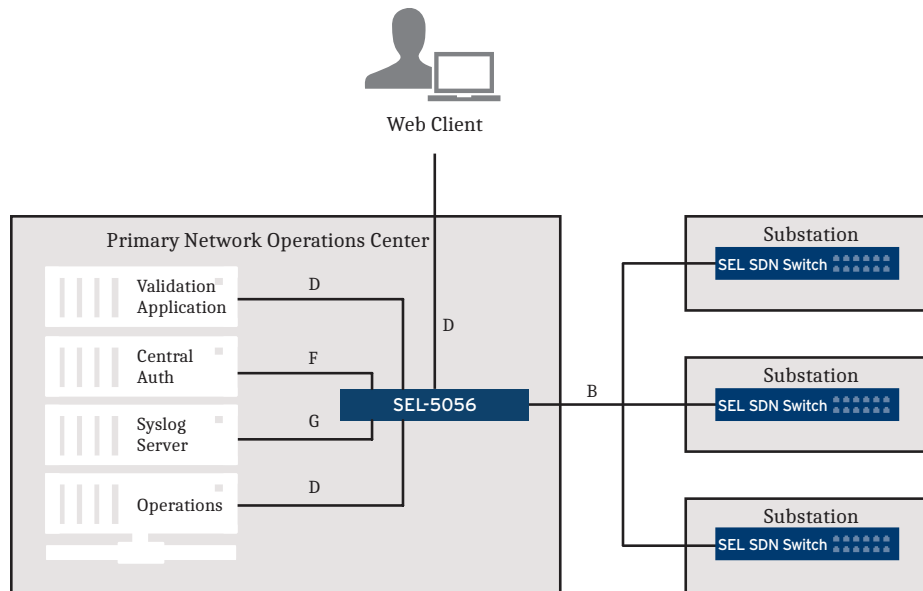 Web Client
Primary Network Operations Center
Validation
Application
D
D
Central
Auth
F
SEL-5056
Syslog
Server
G
Operations
D
B
Substation
SEL SDN Switch
Substation
SEL SDN Switch
Substation
SEL SDN Switch